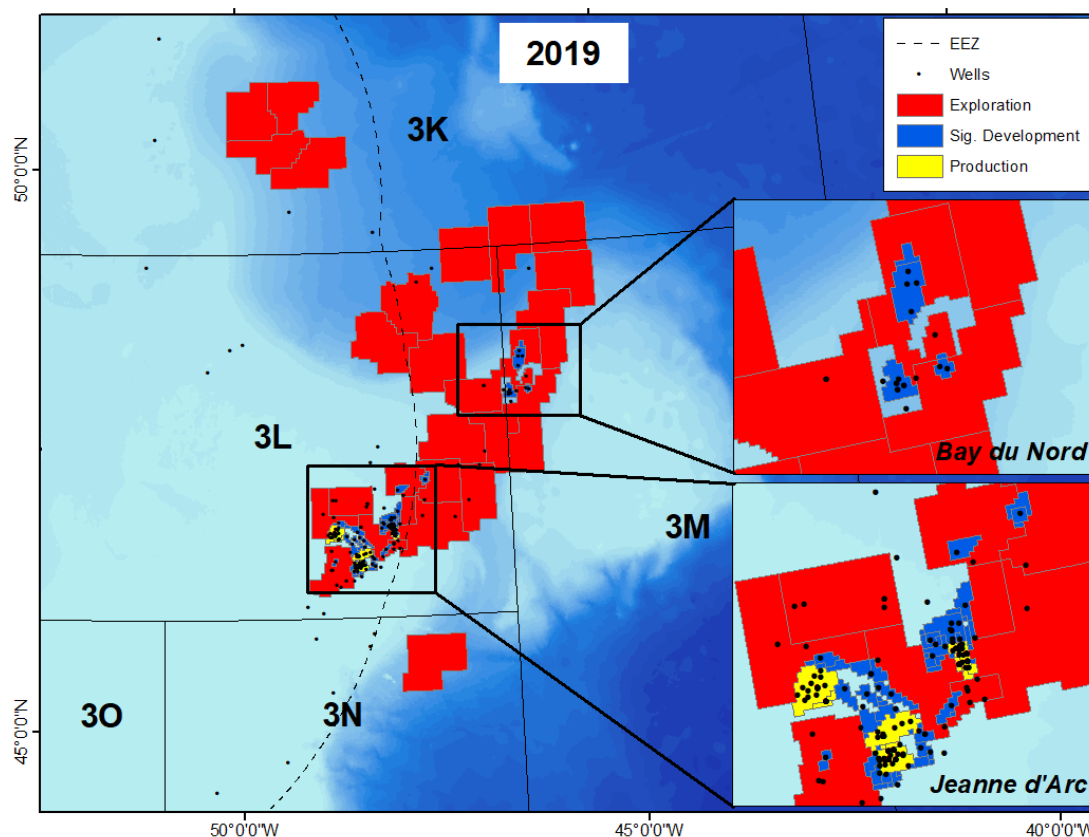 2019
EEZ
Wells
Exploration
Sig. Development
Production
3K
50°0'0"N
3L
Bay du Nord
3M
3O
3N
45°0'0"N
Jeanne d'Arc
50°0'0"W
45°0'0"W
40°0'0"W